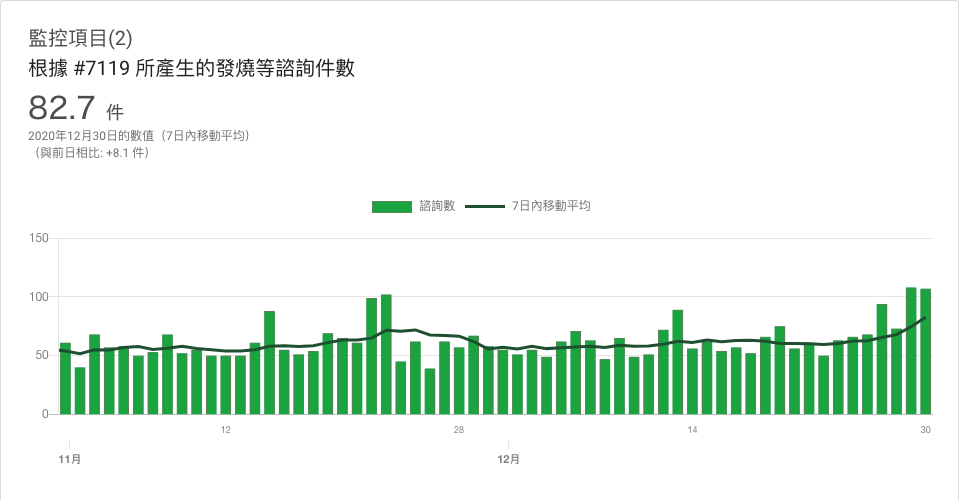 監控項目(2)
根據 #7119 所產生的發燒等諮詢件數
82.7 件
2020年12月30日的數值（7日內移動平均）
（與前日相比: +8.1 件）
諮詢數 7日內移動平均
150
100
50
0
12 28 14 30
11月 12月